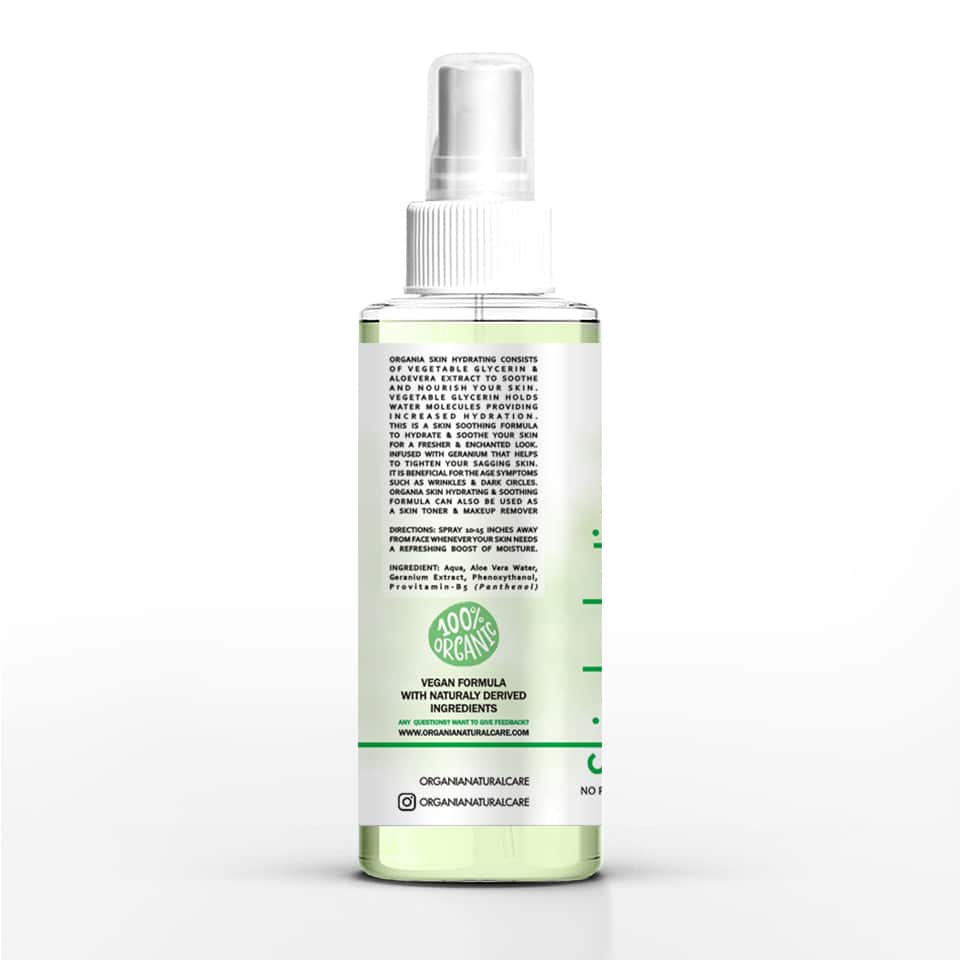 ORGANIA SKIN HYDRATING CONSISTS
OF VEGETABLE GLYCERIN &
ALOEVERA EXTRACT TO SOOTHE
AND NOURISH YOUR SKIN.
VEGETABLE GLYCERIN HOLDS
WATER MOLECULES PROVIDING
INCREASED HYDRATION.
THIS IS A SKIN SOOTHING FORMULA
TO HYDRATE & SOOTHE YOUR SKIN
FOR A FRESHER & ENCHANTED LOOK.
INFUSED WITH GERANIUM THAT HELPS
TO TIGHTEN YOUR SAGGING SKIN.
IT IS BENEFICIAL FOR THE AGE SYMPTOMS
SUCH AS WRINKLES & DARK CIRCLES.
ORGANIA SKIN HYDRATING & SOOTHING
FORMULA CAN ALSO BE USED AS
A SKIN TONER & MAKEUP REMOVER
DIRECTIONS: SPRAY 10-15 INCHES AWAY
FROM FACE WHENEVER YOUR SKIN NEEDS
A REFRESHING BOOST OF MOISTURE.
INGREDIENT: Aqua, Aloe Vera Water,
Geranium Extract, Phenoxythanol,
Provitamin-B5 (Panthenol)
100%
ORGANIC
VEGAN FORMULA
WITH NATURALY DERIVED
INGREDIENTS
ANY QUESTIONS? WANT TO GIVE FEEDBACK?
WWW.ORGANIANATURALCARE.COM
ORGANIANATURALCARE
ORGANIANATURALCARE
NO